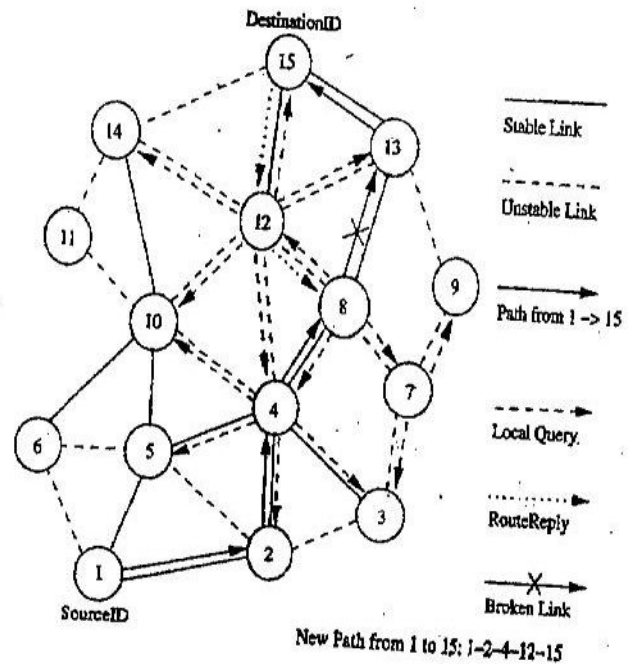 DestinationID
15
14
13
Stable Link
Unstable Link
12
11
9
8
10
Path from 1 -> 15
7
4
6
5
Local Query
3
RouteReply
2
1
Broken Link
SourceID
New Path from 1 to 15: 1-2-4-12-15